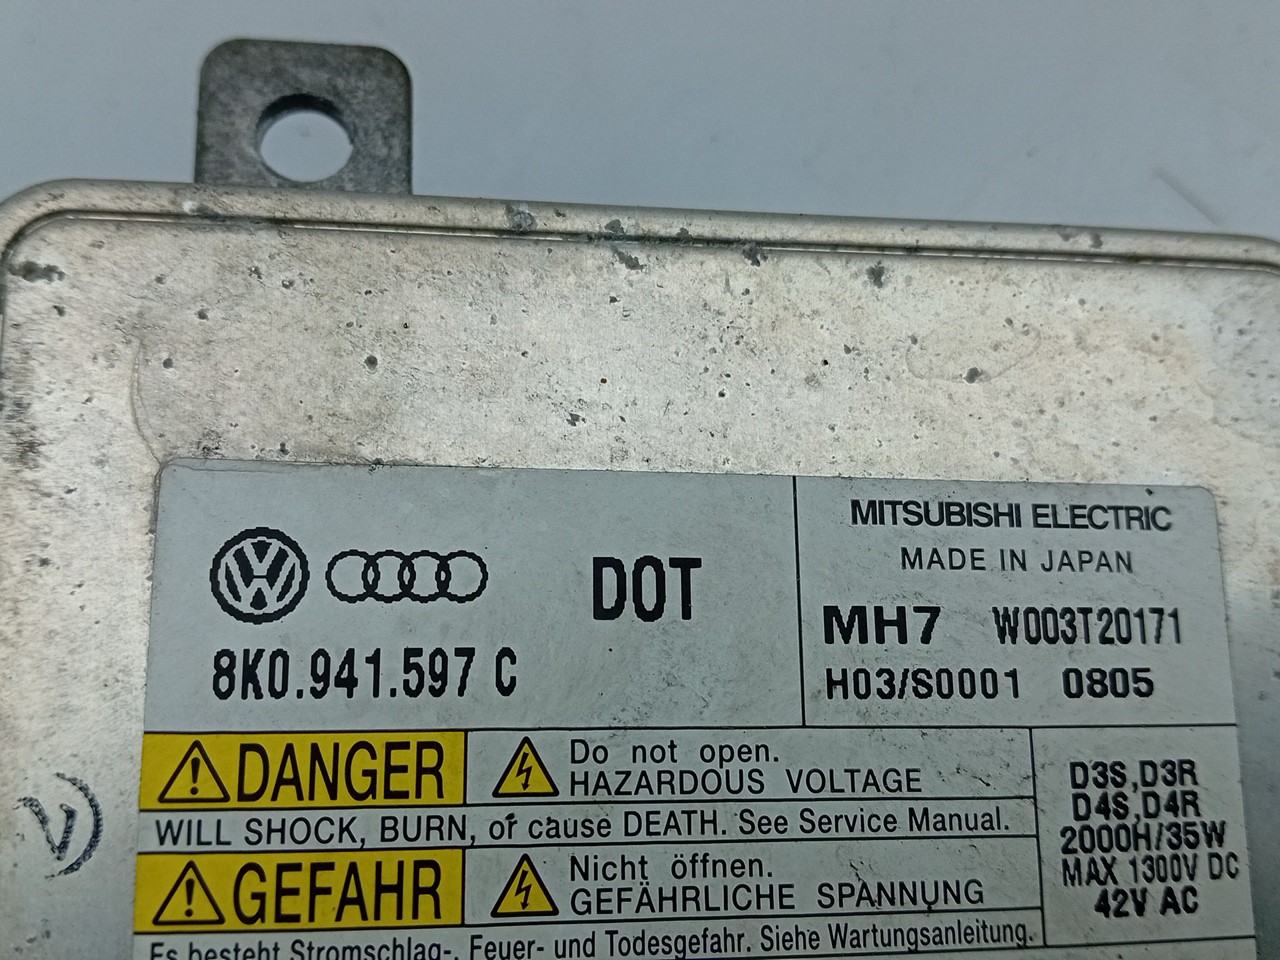 DOT
8K0.941.597 C
MITSUBISHI ELECTRIC
MADE IN JAPAN
MH7 W003T20171
H03/S0001 0805
DANGER
Do not open.
HAZARDOUS VOLTAGE
WILL SHOCK, BURN, or cause DEATH. See Service Manual.
GEFAHR
Nicht öffnen.
GEFÄHRLICHE SPANNUNG
Es besteht Stromschlag-, Feuer- und Todesgefahr. Siehe Wartungsanleitung.
D3S,D3R
D4S,D4R
2000H/35W
MAX 1300V DC
42V AC
V